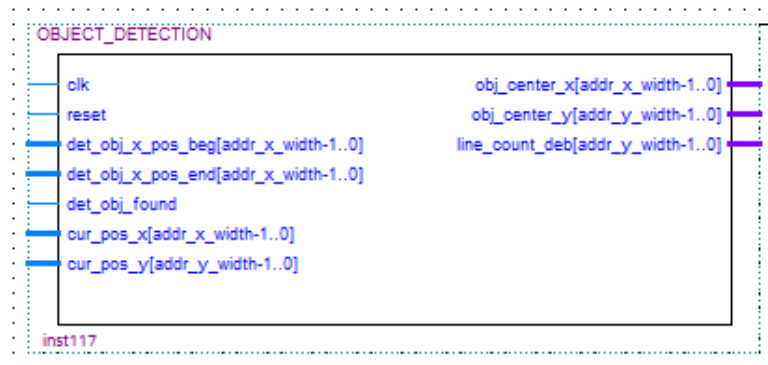 OBJECT_DETECTION
clk obj_center_x[addr_x_width-1..0]
reset obj_center_y[addr_y_width-1..0]
det_obj_x_pos_beg[addr_x_width-1..0] line_count_deb[addr_y_width-1..0]
det_obj_x_pos_end[addr_x_width-1..0]
det_obj_found
cur_pos_x[addr_x_width-1..0]
cur_pos_y[addr_y_width-1..0]
inst117